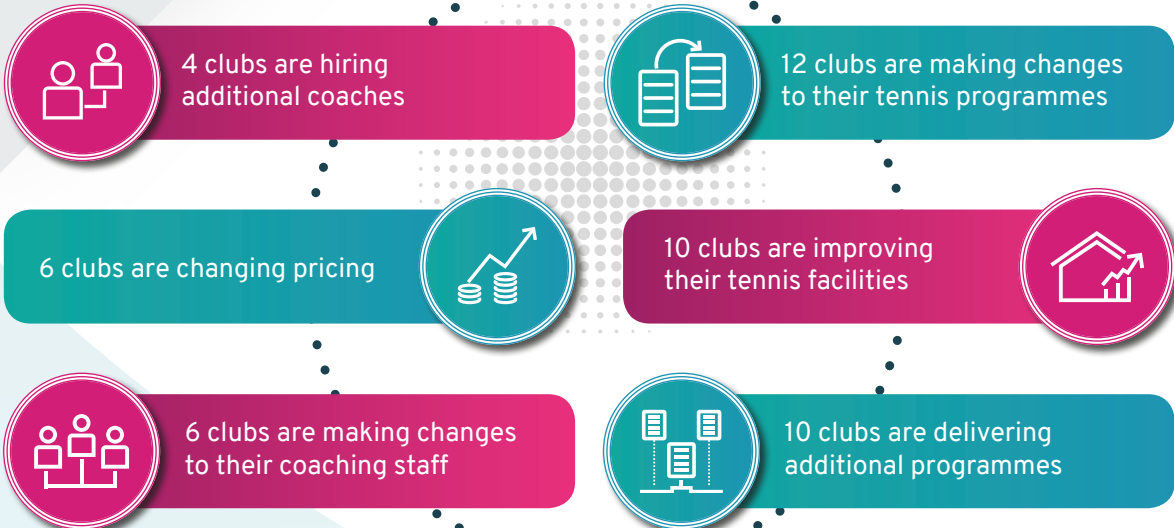 4 clubs are hiring
additional coaches
12 clubs are making changes
to their tennis programmes
6 clubs are changing pricing
10 clubs are improving
their tennis facilities
6 clubs are making changes
to their coaching staff
10 clubs are delivering
additional programmes